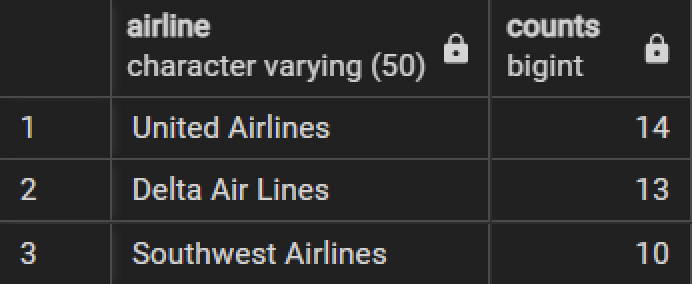 airline counts
character varying (50) bigint
1 United Airlines 14
2 Delta Air Lines 13
3 Southwest Airlines 10